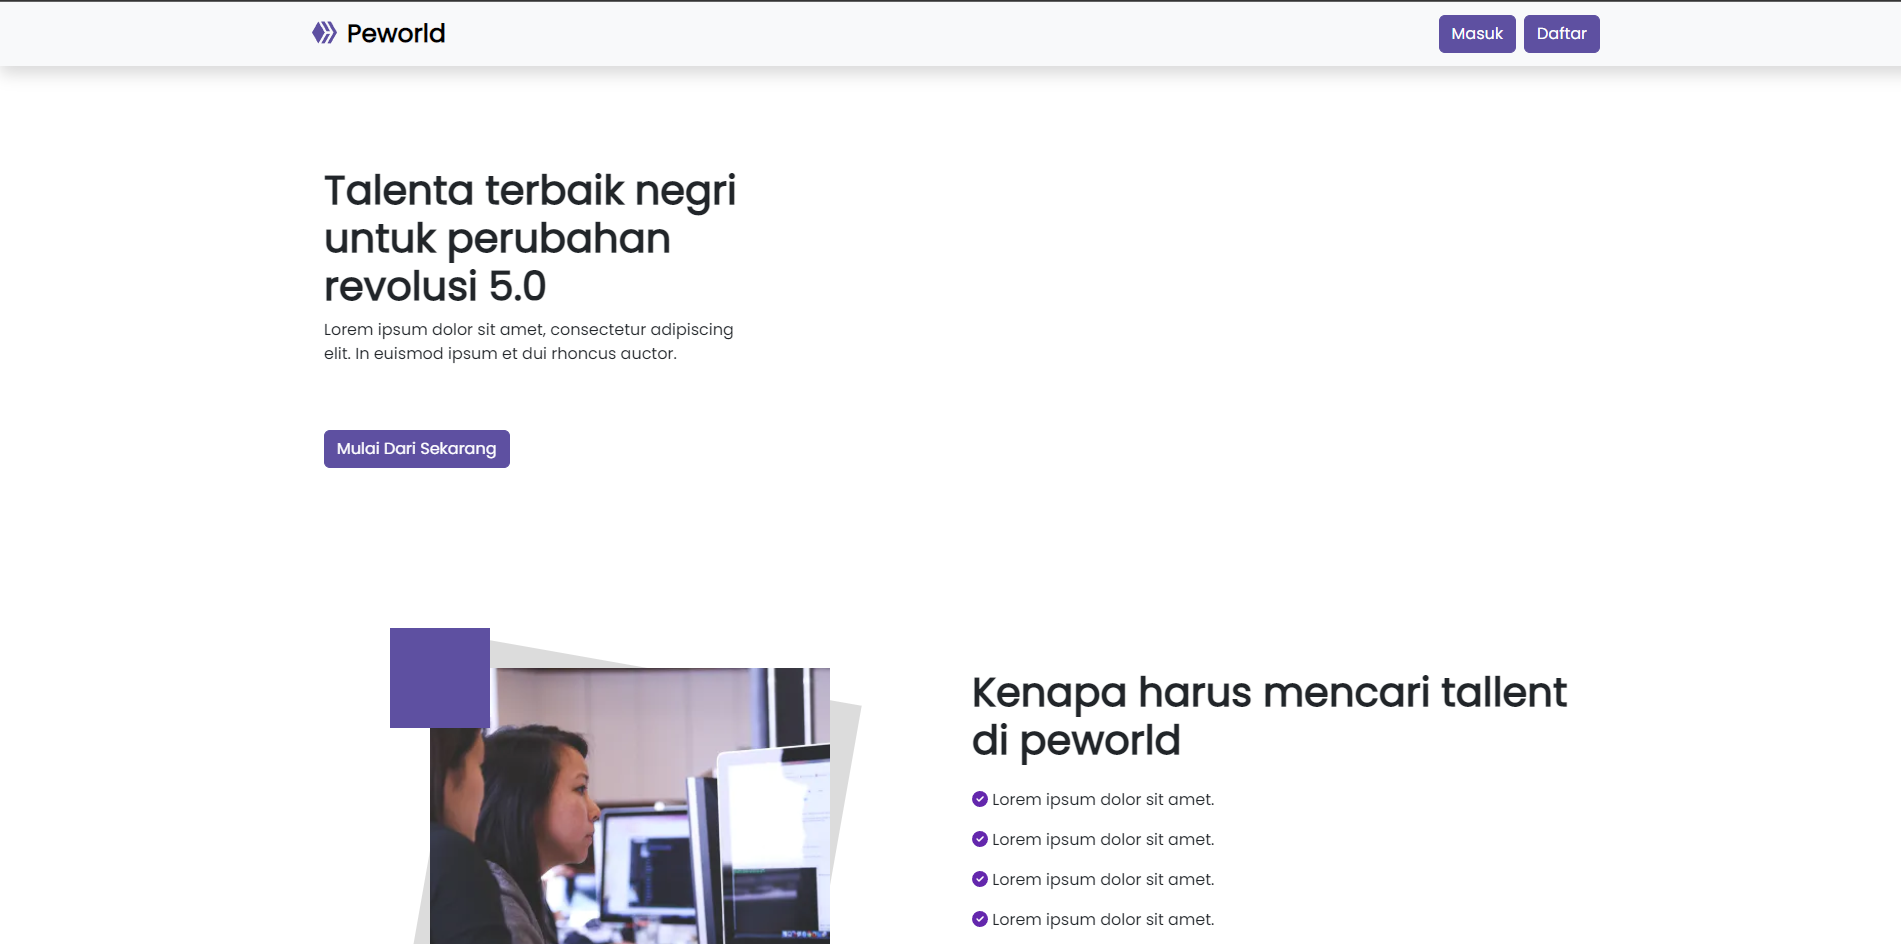 Peworld
Masuk
Daftar
Talenta terbaik negri
untuk perubahan
revolusi 5.0
Lorem ipsum dolor sit amet, consectetur adipiscing
elit. In euismod ipsum et dui rhoncus auctor.
Mulai Dari Sekarang
Kenapa harus mencari tallent
di peworld
Lorem ipsum dolor sit amet.
Lorem ipsum dolor sit amet.
Lorem ipsum dolor sit amet.
Lorem ipsum dolor sit amet.